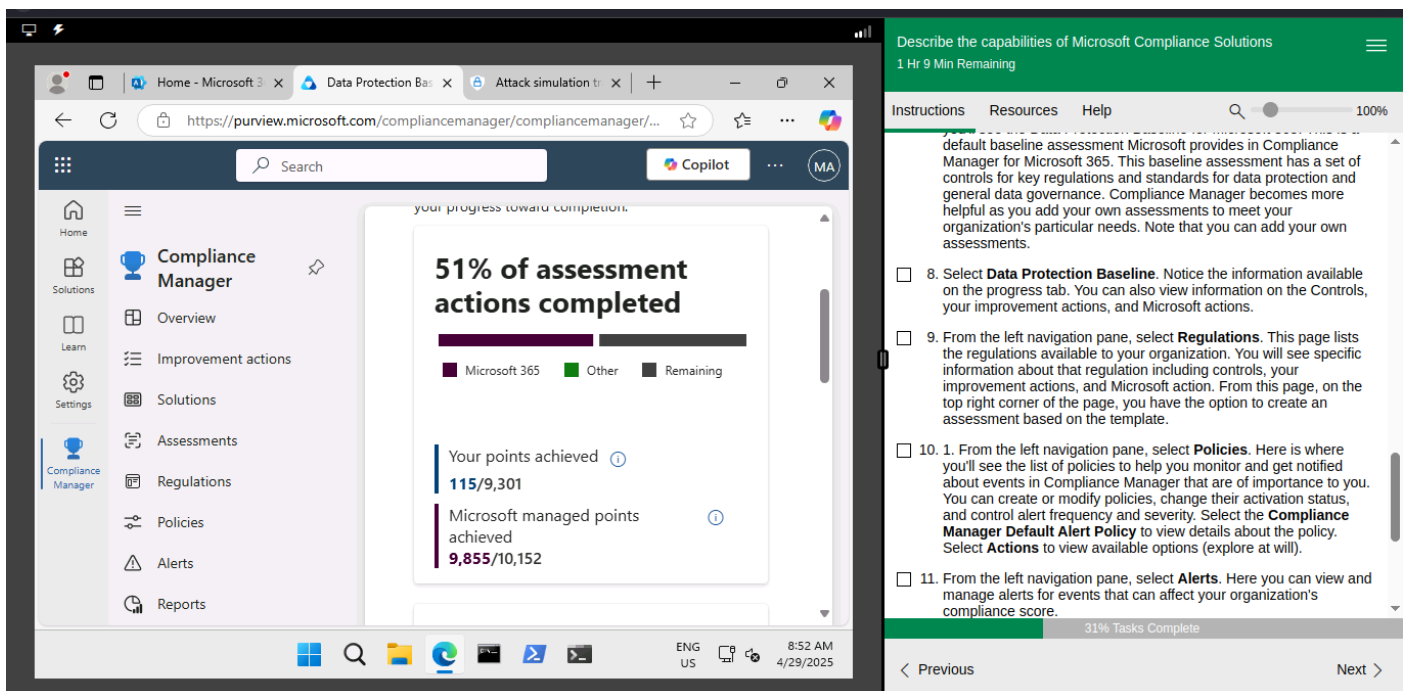 Describe the capabilities of Microsoft Compliance Solutions
1 Hr 9 Min Remaining
Home - Microsoft 3
Data Protection Bas
Attack simulation tr
https://purview.microsoft.com/compliancemanager/compliancemanager/...
Search
Copilot
MA
Home
Solutions
Learn
Settings
Compliance
Manager
Compliance
Manager
Overview
Improvement actions
Solutions
Assessments
Regulations
Policies
Alerts
Reports
your progress toward completion.
51% of assessment
actions completed
Microsoft 365
Other
Remaining
Your points achieved
115/9,301
Microsoft managed points
achieved
9,855/10,152
ENG
US
8:52 AM
4/29/2025
Instructions
Resources
Help
100%
you'll see the Data Protection Baseline for Microsoft 365. This is a
default baseline assessment Microsoft provides in Compliance
Manager for Microsoft 365. This baseline assessment has a set of
controls for key regulations and standards for data protection and
general data governance. Compliance Manager becomes more
helpful as you add your own assessments to meet your
organization's particular needs. Note that you can add your own
assessments.
8. Select Data Protection Baseline. Notice the information available
on the progress tab. You can also view information on the Controls,
your improvement actions, and Microsoft actions.
9. From the left navigation pane, select Regulations. This page lists
the regulations available to your organization. You will see specific
information about that regulation including controls, your
improvement actions, and Microsoft action. From this page, on the
top right corner of the page, you have the option to create an
assessment based on the template.
10. 1. From the left navigation pane, select Policies. Here is where
you'll see the list of policies to help you monitor and get notified
about events in Compliance Manager that are of importance to you.
You can create or modify policies, change their activation status,
and control alert frequency and severity. Select the Compliance
Manager Default Alert Policy to view details about the policy.
Select Actions to view available options (explore at will).
11. From the left navigation pane, select Alerts. Here you can view and
manage alerts for events that can affect your organization's
compliance score.
31% Tasks Complete
Previous
Next